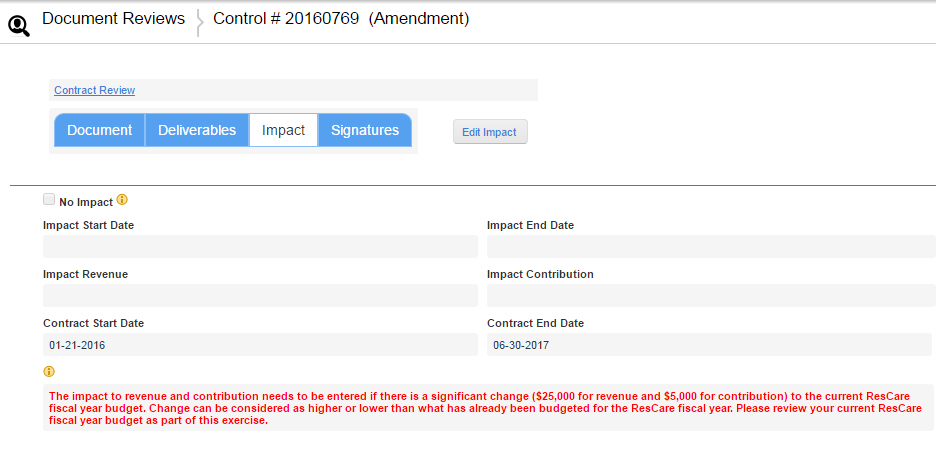 Document Reviews Control # 20160769 (Amendment)
Contract Review
Document Deliverables Impact Signatures Edit Impact
No Impact
Impact Start Date Impact End Date
Impact Revenue Impact Contribution
Contract Start Date Contract End Date
01-21-2016 06-30-2017
The impact to revenue and contribution needs to be entered if there is a significant change ($25,000 for revenue and $5,000 for contribution) to the current ResCare
fiscal year budget. Change can be considered as higher or lower than what has already been budgeted for the ResCare fiscal year. Please review your current ResCare
fiscal year budget as part of this exercise.